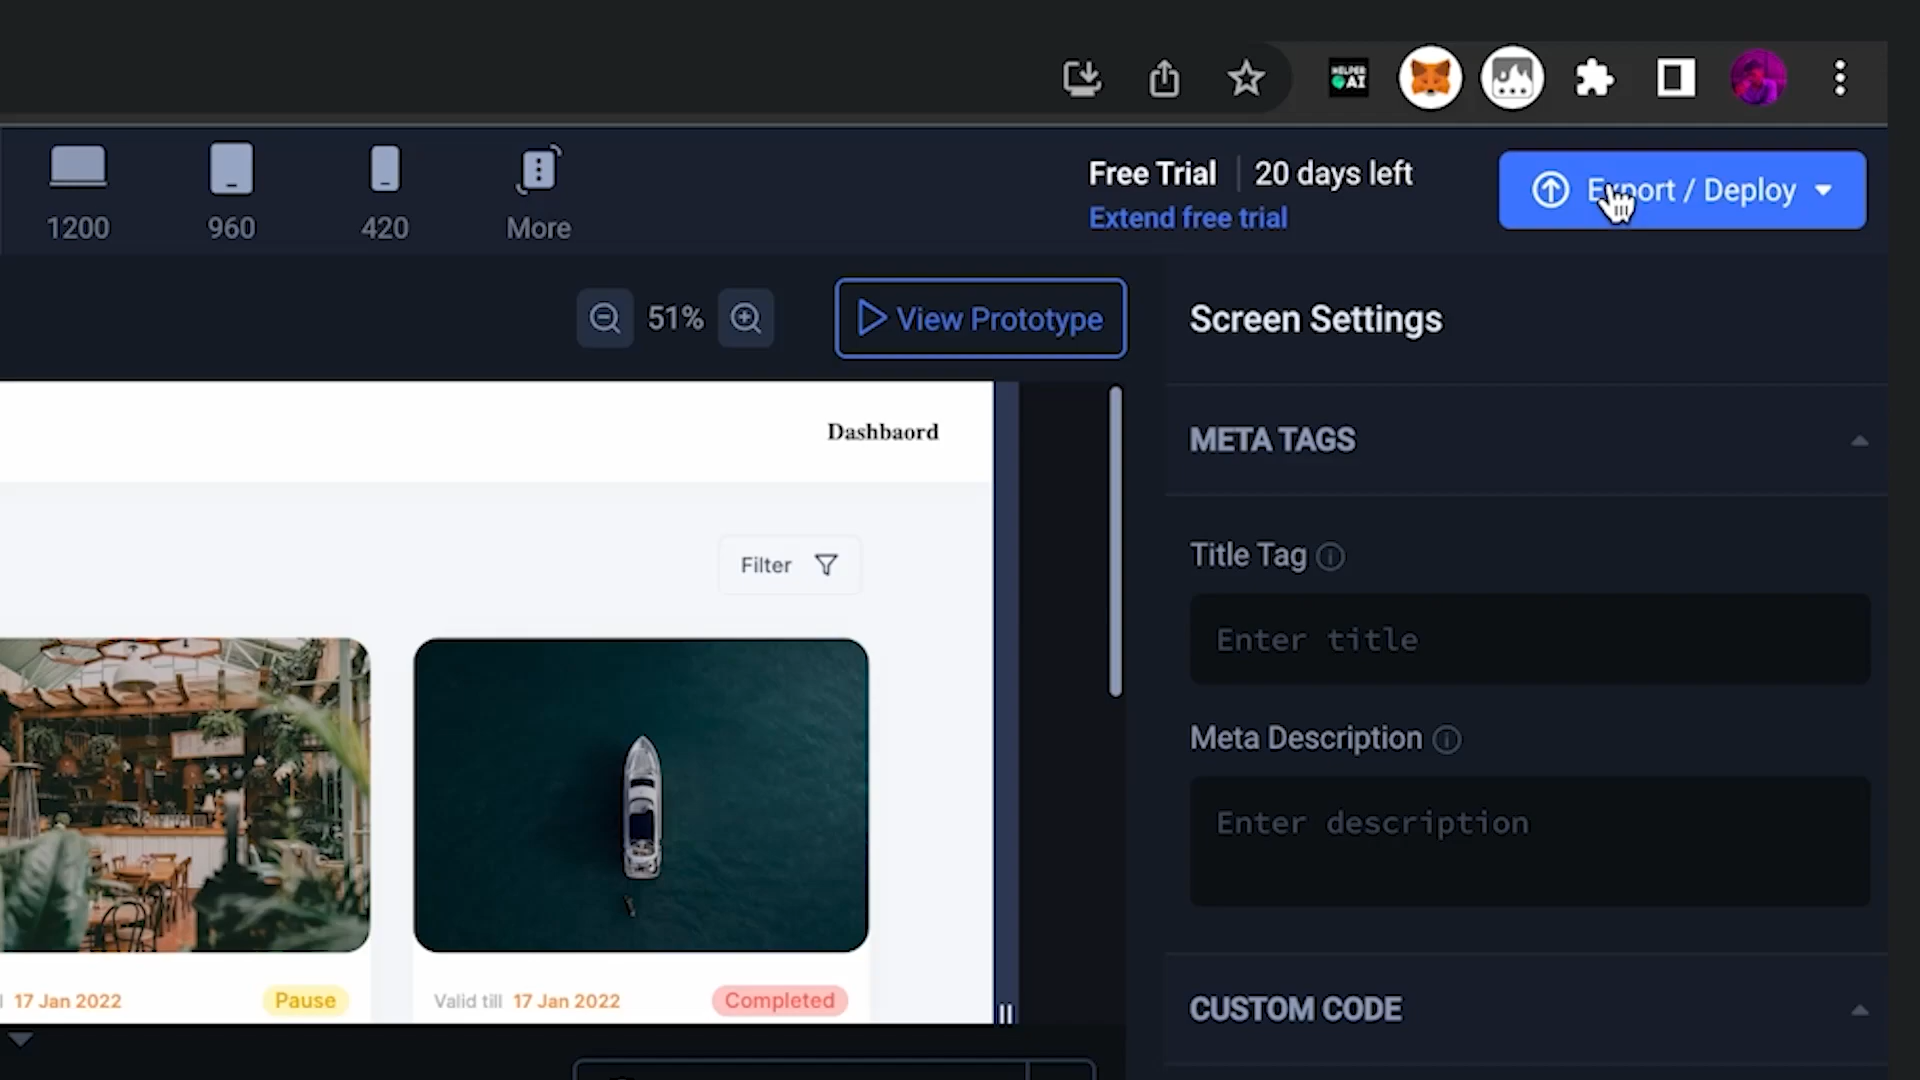 HELPER
AI
1200
960
420
More
Free Trial | 20 days left
Extend free trial
Export / Deploy
51%
View Prototype
Screen Settings
Dashbaord
META TAGS
Filter
Title Tag
Enter title
Meta Description
Enter description
17 Jan 2022
Pause
Valid till 17 Jan 2022
Completed
CUSTOM CODE